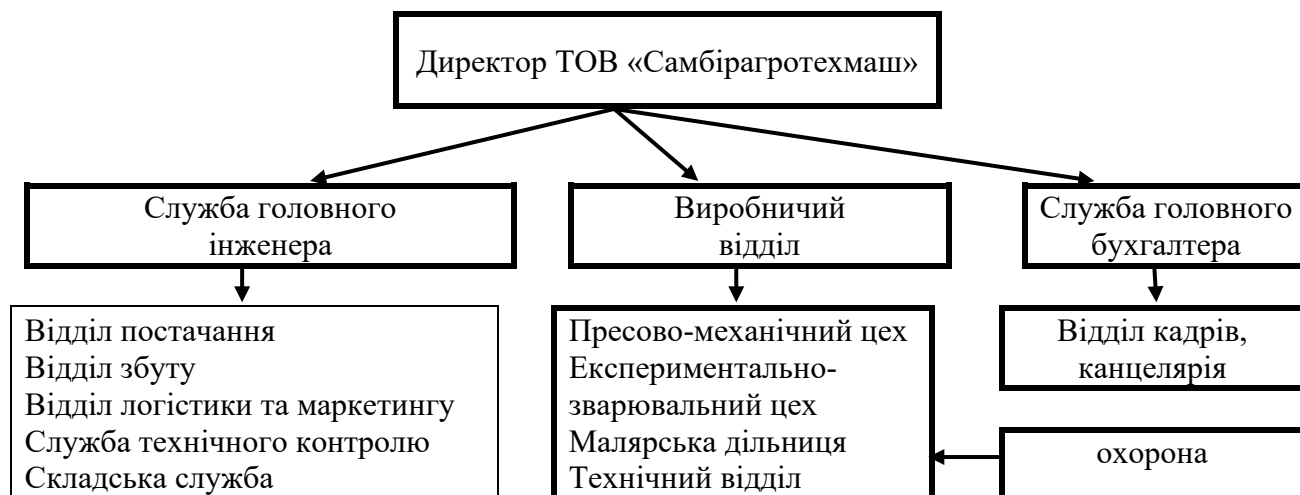 Директор ТОВ «Самбірагротехмаш»
Служба головного
інженера
Виробничий
відділ
Служба головного
бухгалтера
Відділ постачання
Відділ збуту
Відділ логістики та маркетингу
Служба технічного контролю
Складська служба
Пресово-механічний цех
Експериментально-
зварювальний цех
Малярська дільниця
Технічний відділ
Відділ кадрів,
канцелярія
охорона